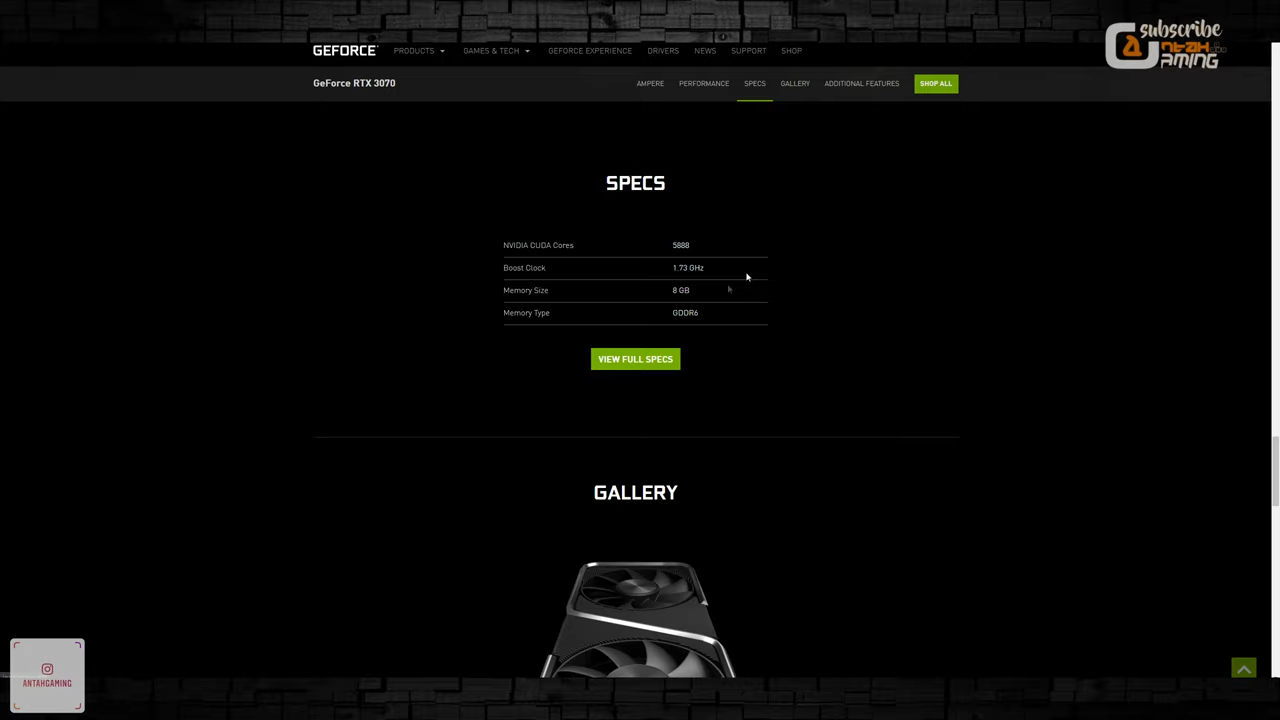 subscribe
ntah
aming
GEFORCE
PRODUCTS
GAMES & TECH
GEFORCE EXPERIENCE
DRIVERS
NEWS
SUPPORT
SHOP
GeForce RTX 3070
AMPERE
PERFORMANCE
SPECS
GALLERY
ADDITIONAL FEATURES
SHOP ALL
SPECS
NVIDIA CUDA Cores 5888
Boost Clock 1.73 GHz
Memory Size 8 GB
Memory Type GDDR6
VIEW FULL SPECS
GALLERY
ANTAHGAMING